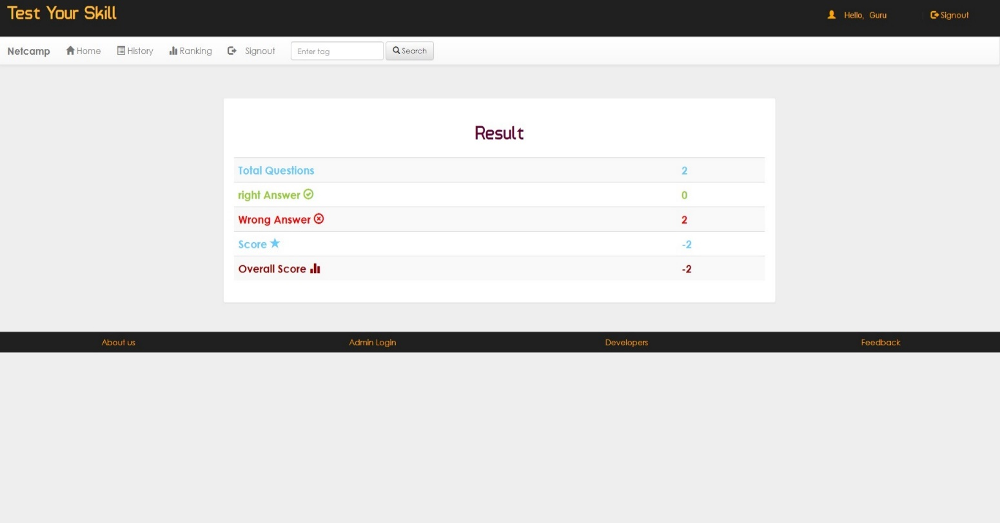 Test Your Skill
Hello, Guru Signout
Netcamp Home History Ranking Signout Enter tag Search
Result
Total Questions 2
right Answer 0
Wrong Answer 2
Score -2
Overall Score -2
About us Admin Login Developers Feedback